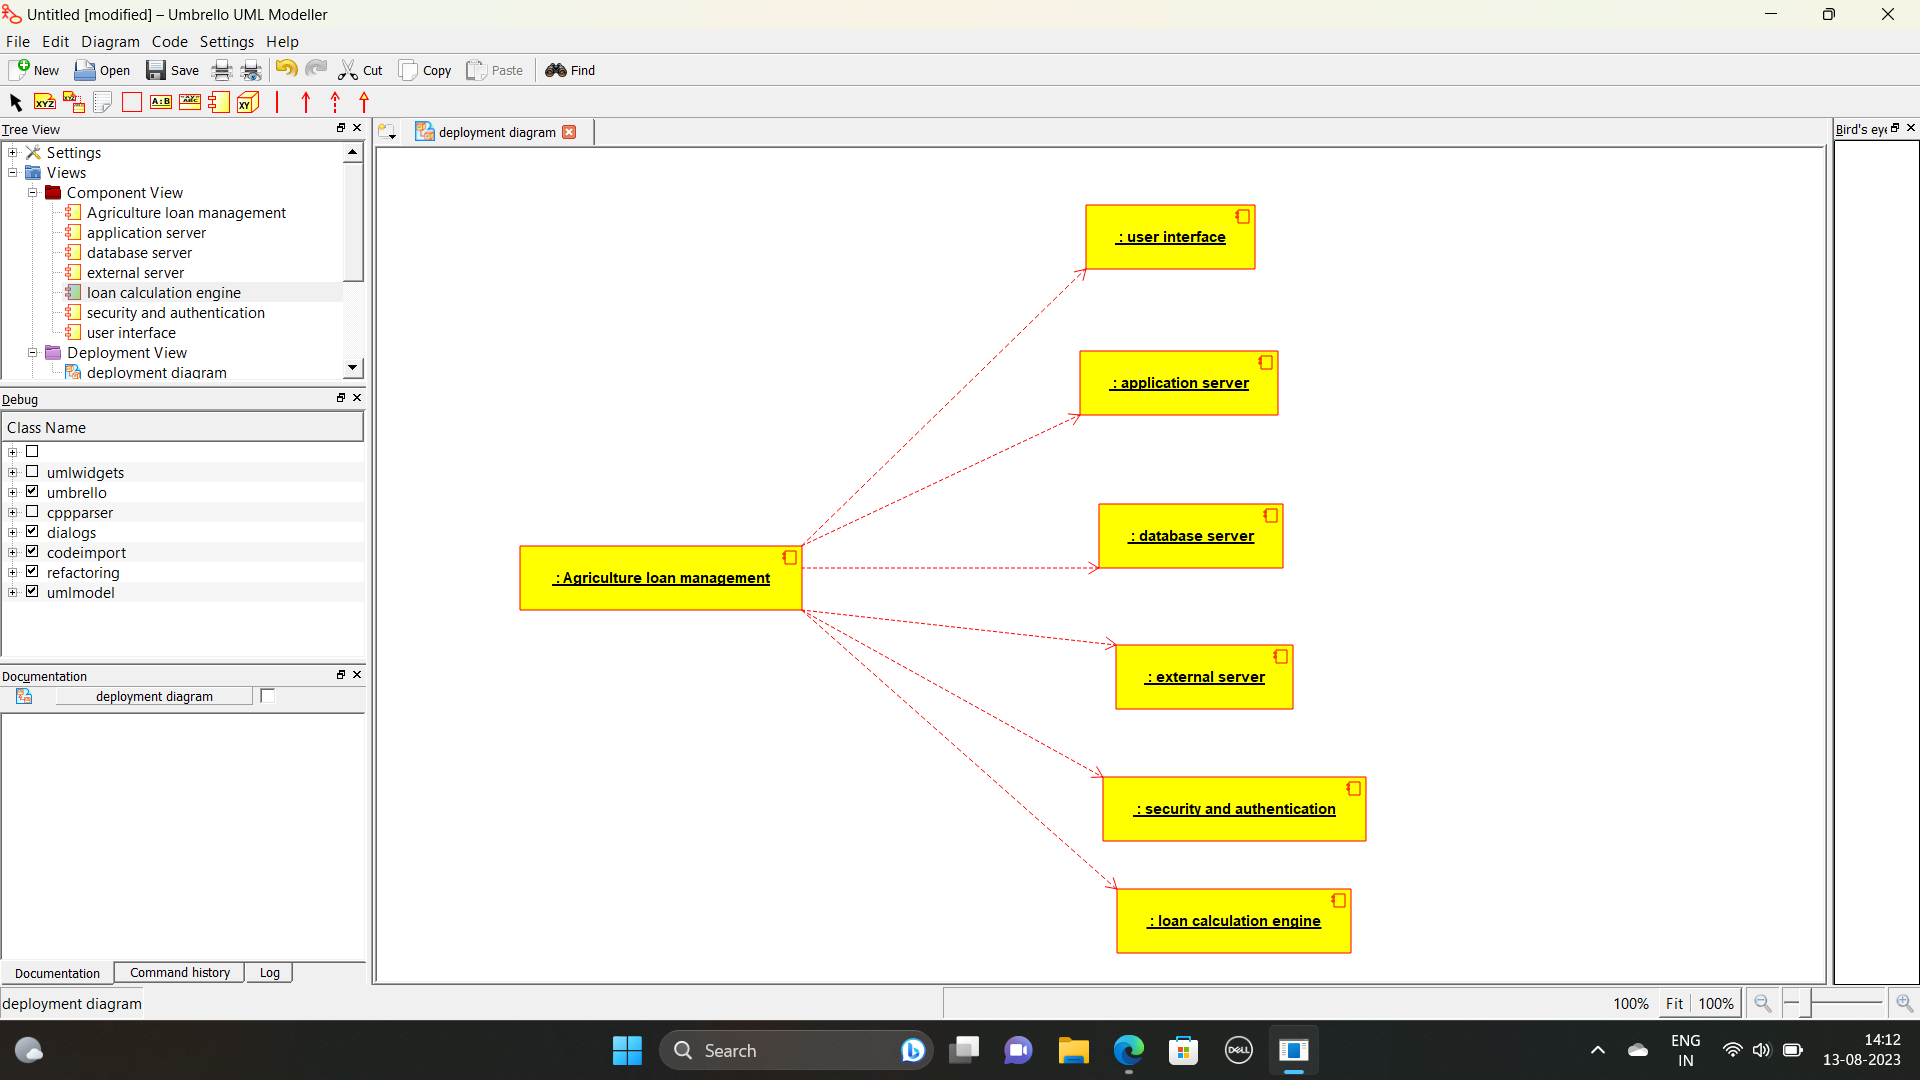 Untitled [modified] – Umbrello UML Modeller
File Edit Diagram Code Settings Help
New Open Save Cut Copy Paste Find
XYZ XYZ A:B ABC XY
Tree View
Settings
Views
Component View
Agriculture loan management
application server
database server
external server
loan calculation engine
security and authentication
user interface
Deployment View
deployment diagram
Debug
Class Name
umlwidgets
umbrello
cppparser
dialogs
codeimport
refactoring
umlmodel
Documentation
deployment diagram
Documentation Command history Log
deployment diagram
deployment diagram
: user interface
: application server
: database server
: Agriculture loan management
: external server
: security and authentication
: loan calculation engine
Bird's eye
100% Fit 100%
Search
DELL
ENG
IN
14:12
13-08-2023